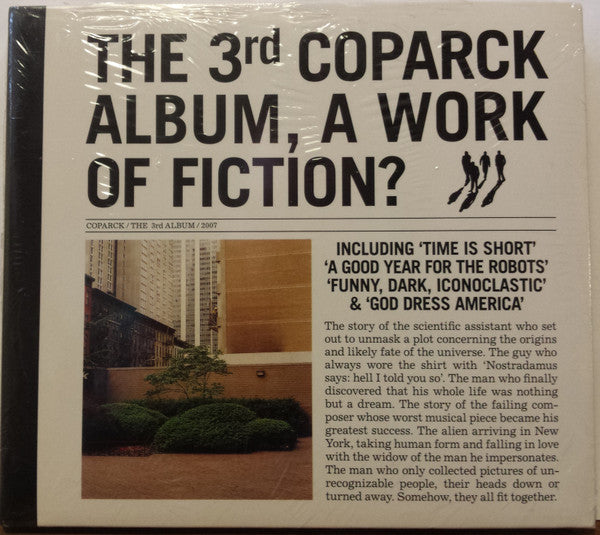 THE 3rd COPARCK
ALBUM, A WORK
OF FICTION?
COPARCK / THE 3rd ALBUM / 2007
INCLUDING ‘TIME IS SHORT’
‘A GOOD YEAR FOR THE ROBOTS’
‘FUNNY, DARK, ICONOCLASTIC’
& ‘GOD DRESS AMERICA’
The story of the scientific assistant who set
out to unmask a plot concerning the origins
and likely fate of the universe. The guy who
always wore the shirt with ‘Nostradamus
says: hell I told you so’. The man who finally
discovered that his whole life was nothing
but a dream. The story of the failing com-
poser whose worst musical piece became his
greatest success. The alien arriving in New
York, taking human form and falling in love
with the widow of the man he impersonates.
The man who only collected pictures of un-
recognizable people, their heads down or
turned away. Somehow, they all fit together.